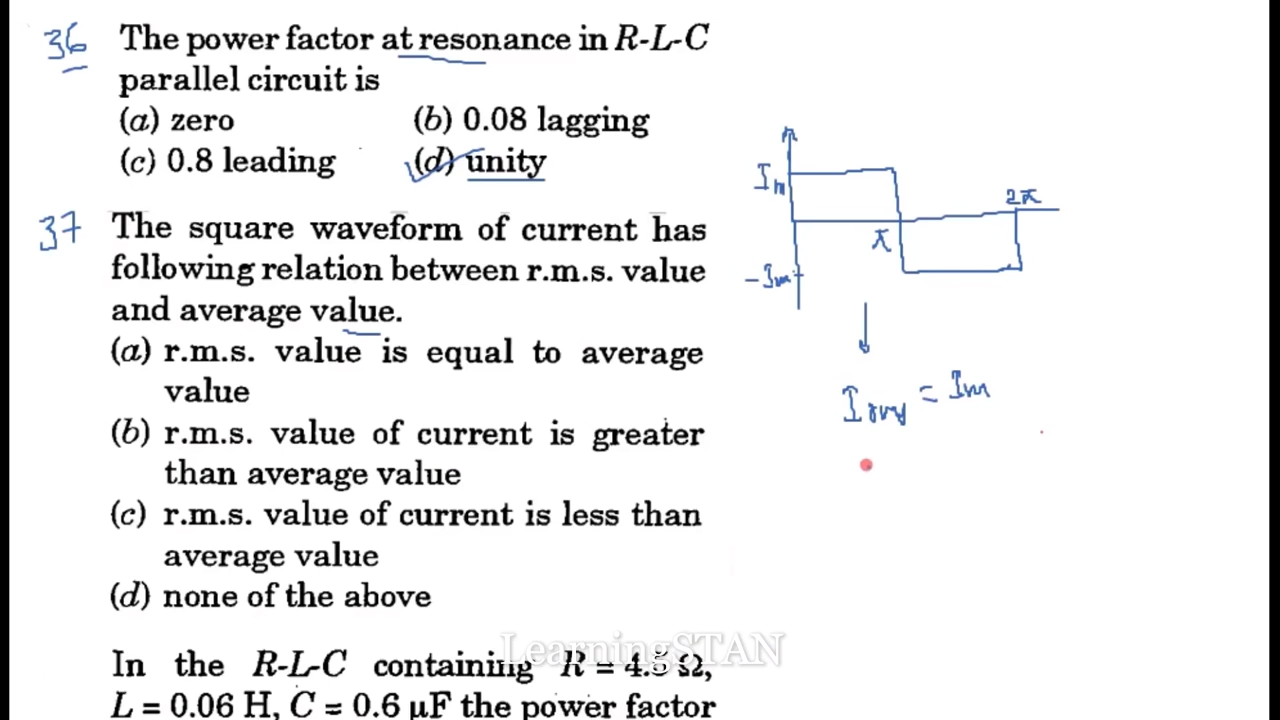 36 The power factor at resonance in R-L-C
parallel circuit is
(a) zero (b) 0.08 lagging
(c) 0.8 leading (d) unity
37 The square waveform of current has
following relation between r.m.s. value
and average value.
(a) r.m.s. value is equal to average
value
(b) r.m.s. value of current is greater
than average value
(c) r.m.s. value of current is less than
average value
(d) none of the above
In the R-L-C containing R = 4.5 Ω,
L = 0.06 H, C = 0.6 μF the power factor
Im
2π
π
-Im
= Im
LearningSTAN